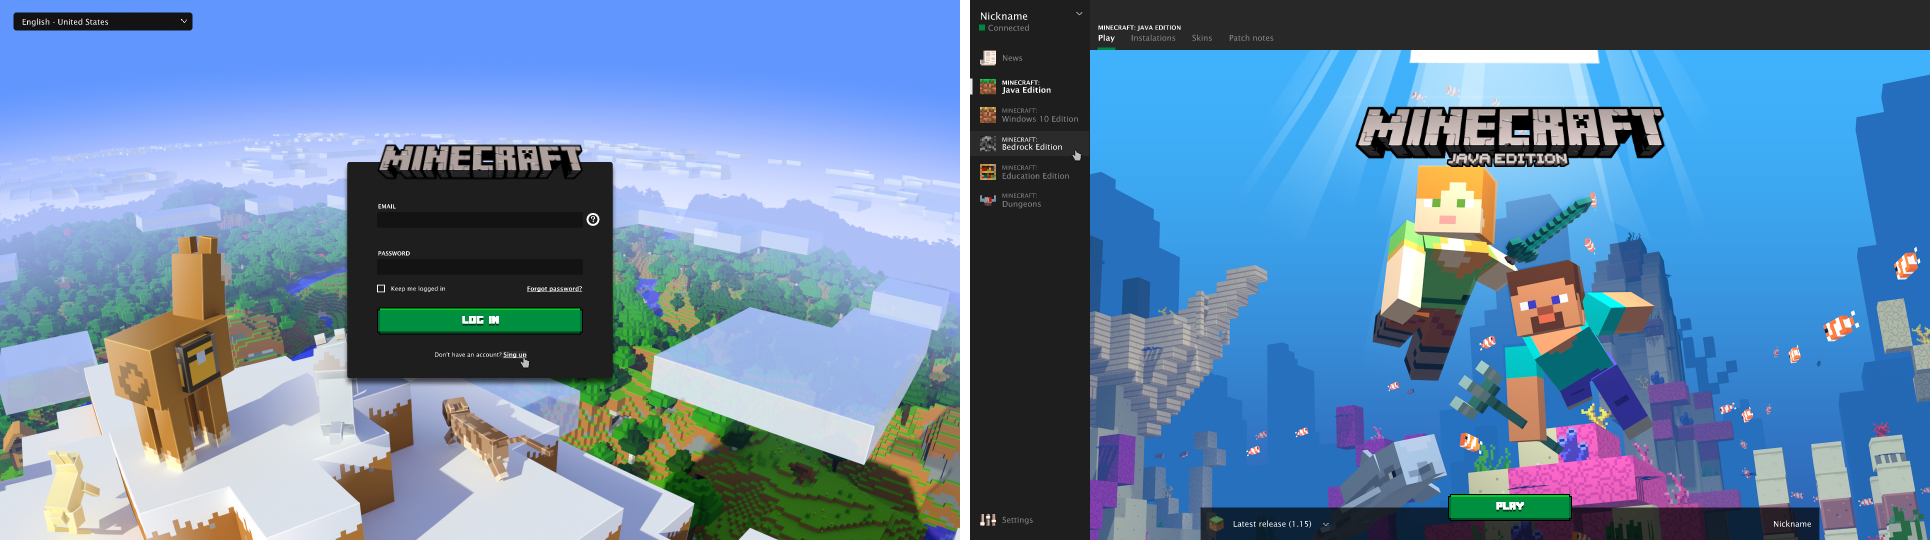 English - United States
MINECRAFT
EMAIL
?
PASSWORD
Keep me logged in
Forgot password?
LOG IN
Don't have an account? Sing up
Nickname
Connected
News
MINECRAFT:
Java Edition
MINECRAFT:
Windows 10 Edition
MINECRAFT:
Bedrock Edition
MINECRAFT:
Education Edition
MINECRAFT:
Dungeons
Settings
MINECRAFT: JAVA EDITION
Play Instalations Skins Patch notes
MINECRAFT
JAVA EDITION
PLAY
Latest release (1.15)
Nickname